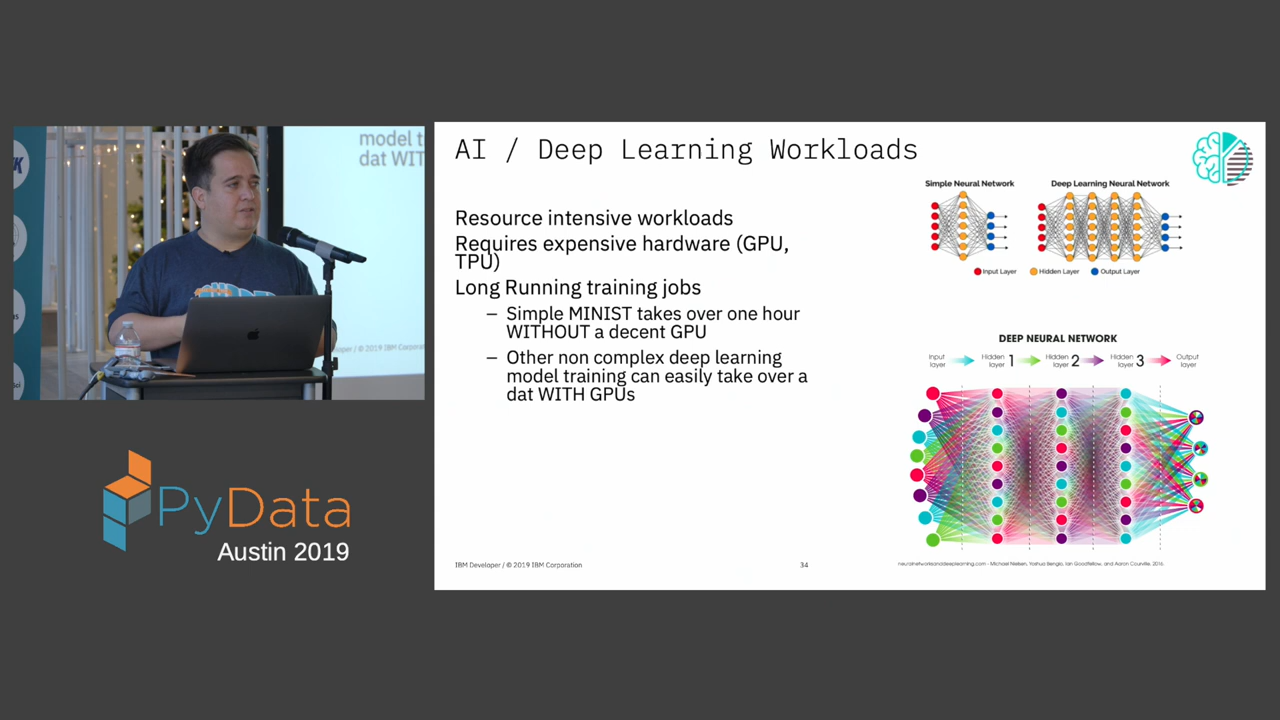 model t
dat WIT
AI / Deep Learning Workloads
Resource intensive workloads
Requires expensive hardware (GPU,
TPU)
Long Running training jobs
– Simple MINIST takes over one hour
WITHOUT a decent GPU
– Other non complex deep learning
model training can easily take over a
dat WITH GPUs
Simple Neural Network
Deep Learning Neural Network
Input Layer
Hidden Layer
Output Layer
DEEP NEURAL NETWORK
Input
layer
Hidden
layer 1
Hidden
layer 2
Hidden
layer 3
Output
layer
IBM Developer / © 2019 IBM Corporation
34
neuralnetworksanddeeplearning.com - Michael Nielsen, Yoshua Bengio, Ian Goodfellow, and Aaron Courville, 2016.
PyData
Austin 2019